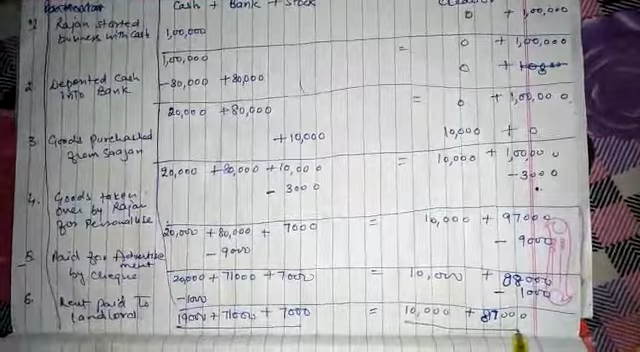 Cash + Bank + Stock
1 Rajan Started 0 + 1,00,000
business with Cash 1,00,000
1,00,000 = 0 + 1,00,000
2 Deposited Cash -80,000 +80,000 0 +
into Bank
20,000 +80,000 = 0 + 1,00,000
3. Goods purchased +10,000 10,000 + 0
from Saajan
20,000 +80,000 +10,000 = 10,000 + 1,00,000
4. Goods taken - 3000 -3000
over by Rajan
for Personal use 20,000 +80,000 + 7000 = 10,000 + 97000
- 9000 - 9000
5. Paid for Advertise
ment
by cheque 20,000 + 71000 + 7000 = 10,000 + 88000
6. Rent paid To -1000 - 1000
Landlord 19000 + 71000 + 7000 = 10,000 + 87000